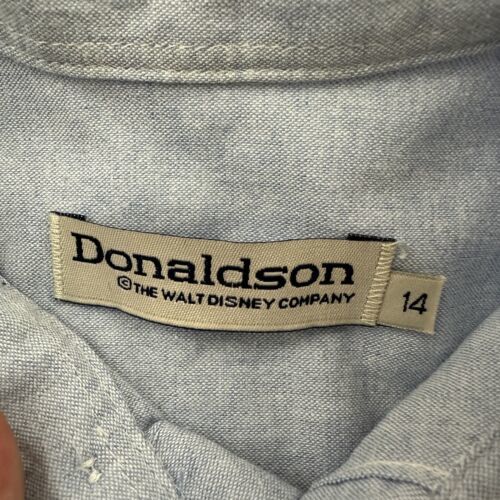 Donaldson
©THE WALT DISNEY COMPANY
14